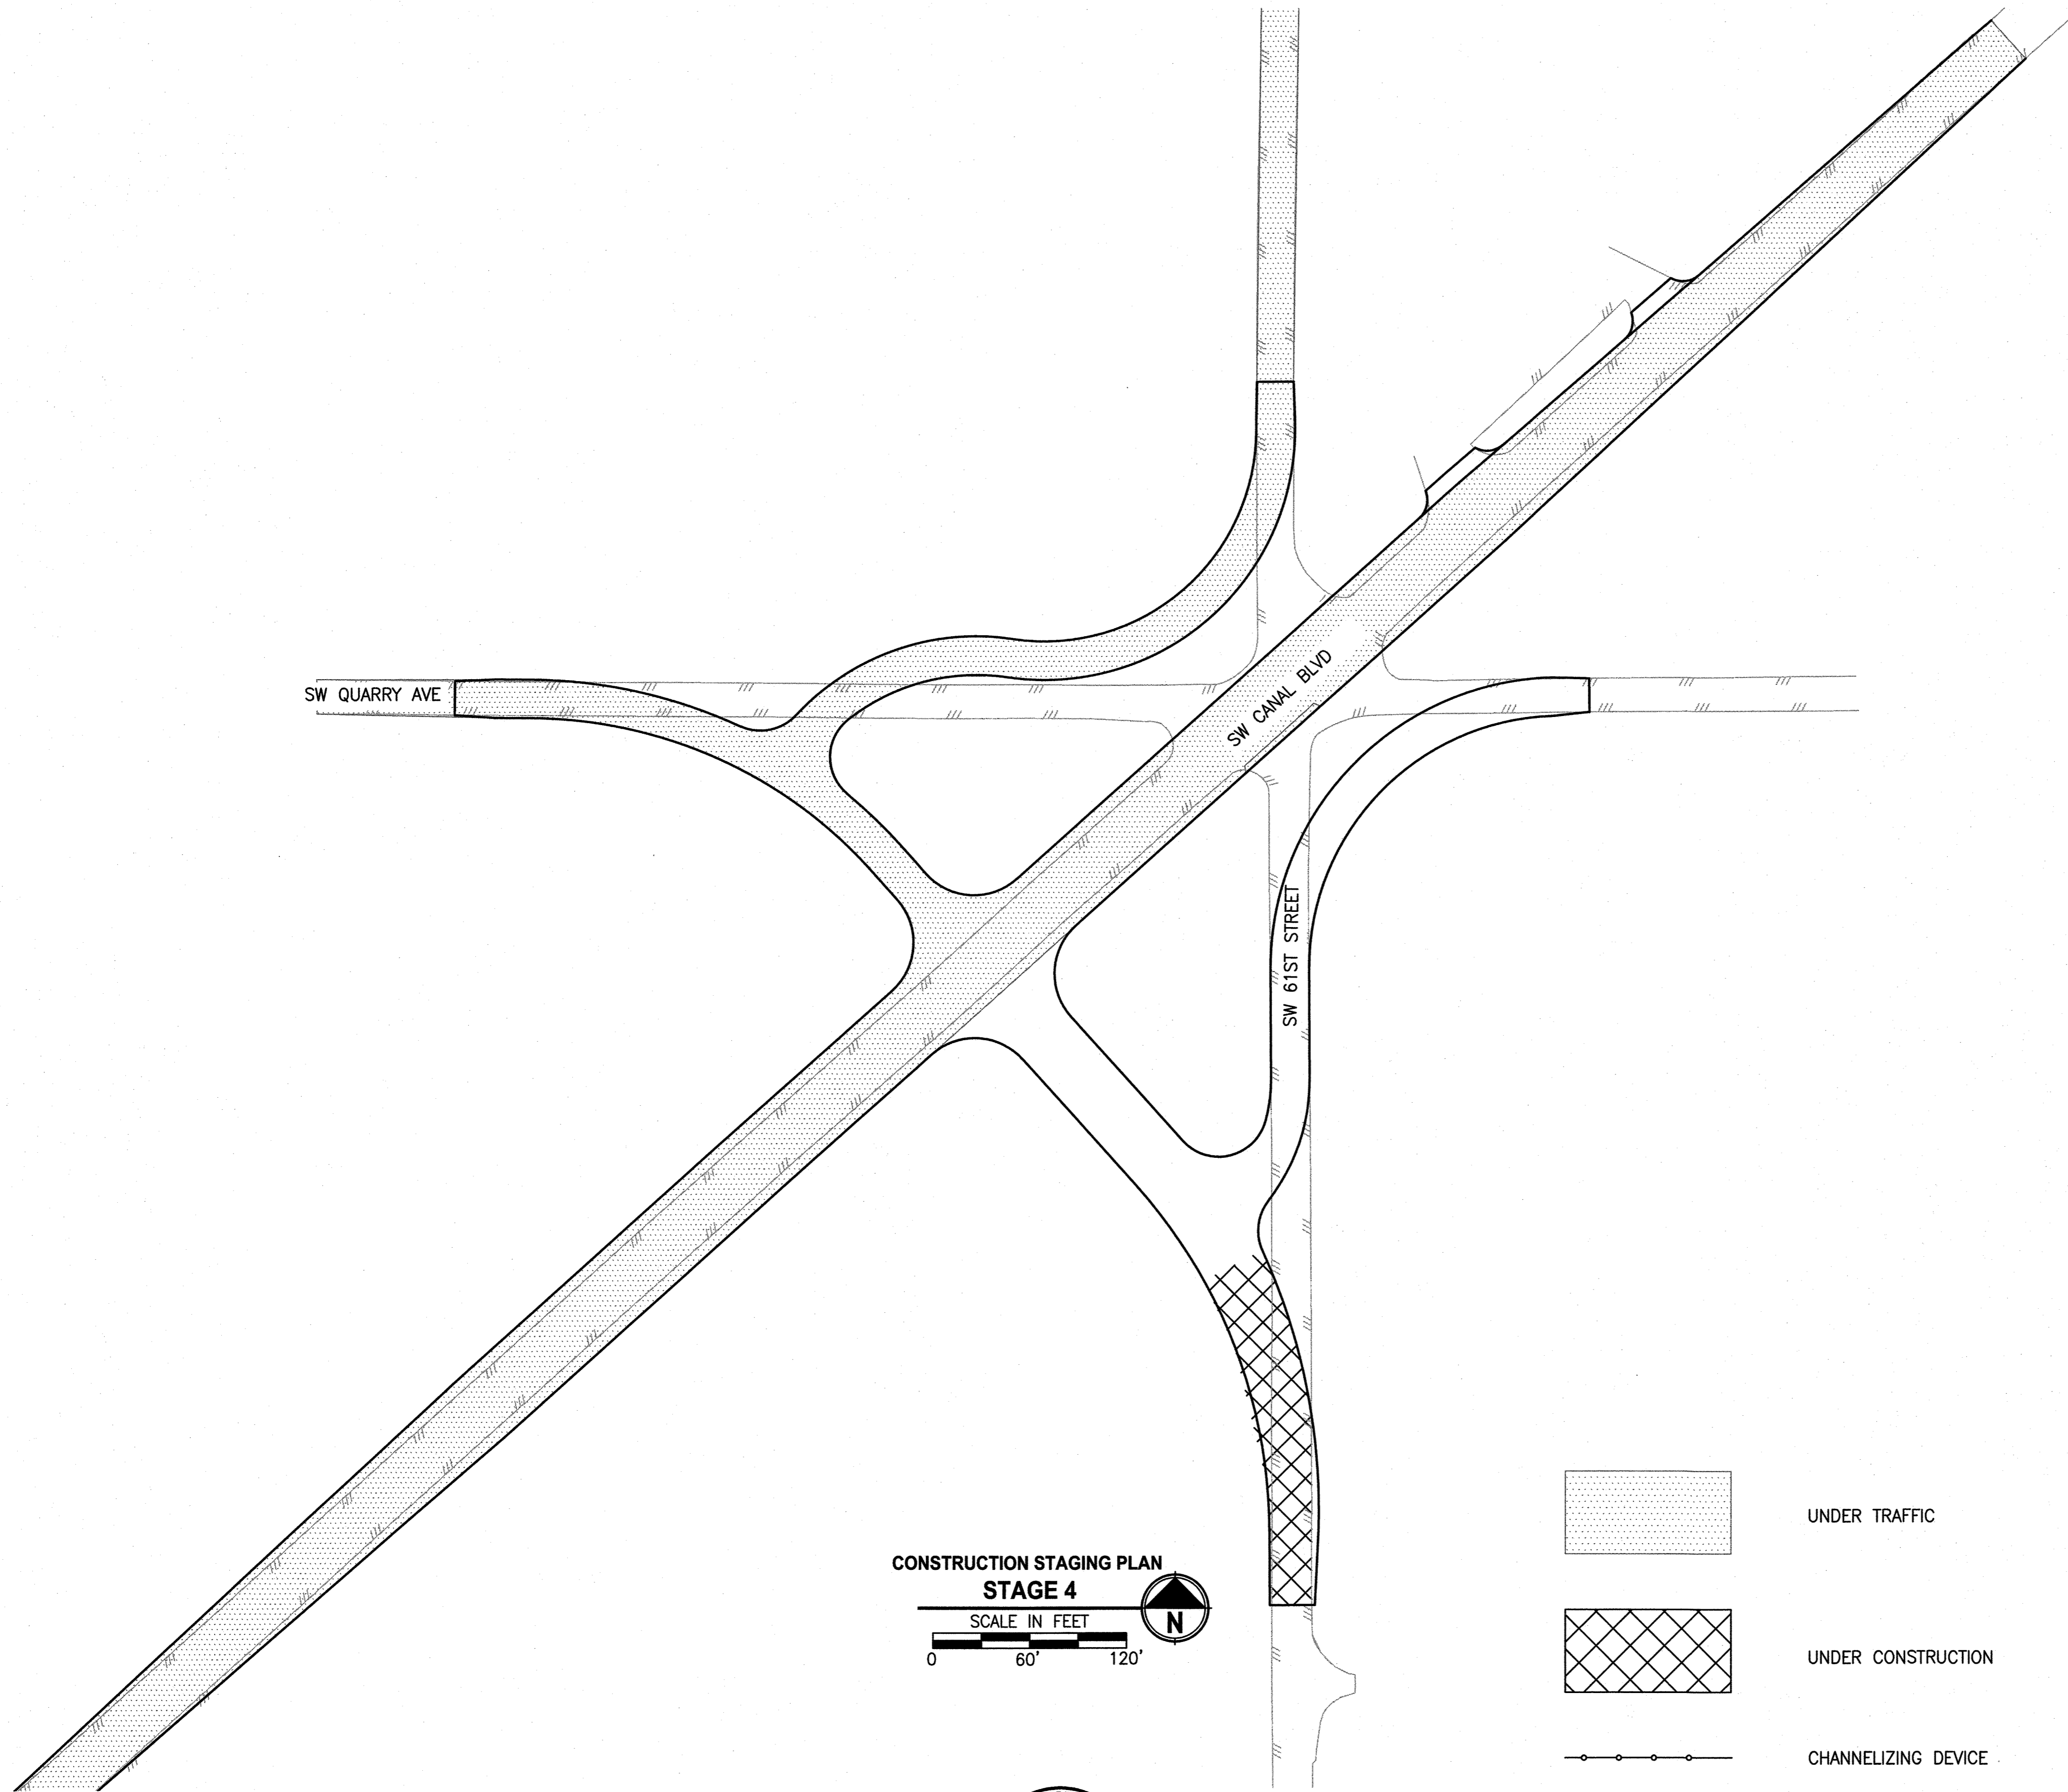 SW QUARRY AVE
SW CANAL BLVD
SW 61ST STREET
CONSTRUCTION STAGING PLAN
STAGE 4
SCALE IN FEET
0 60' 120'
N
UNDER TRAFFIC
UNDER CONSTRUCTION
CHANNELIZING DEVICE